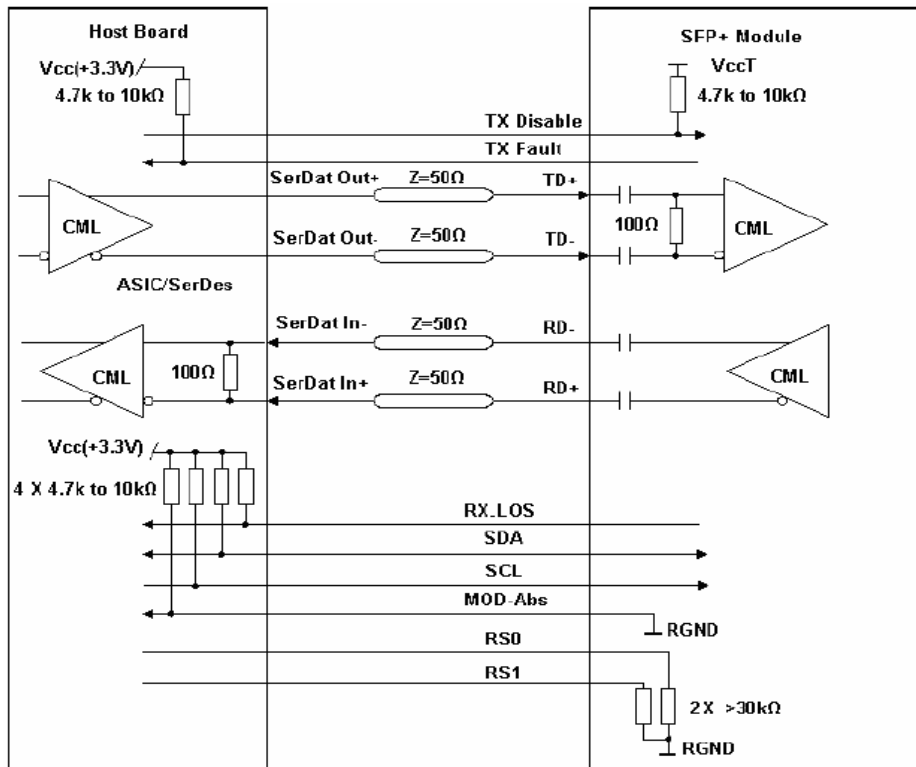 Host Board
SFP+ Module
Vcc(+3.3V)
4.7k to 10kΩ
VccT
4.7k to 10kΩ
TX Disable
TX Fault
SerDat Out+
Z=50Ω
TD+
CML
100Ω
CML
SerDat Out-
Z=50Ω
TD-
ASIC/SerDes
SerDat In-
Z=50Ω
RD-
CML
100Ω
CML
SerDat In+
Z=50Ω
RD+
Vcc(+3.3V)
4 X 4.7k to 10kΩ
RX_LOS
SDA
SCL
MOD-Abs
RGND
RS0
RS1
2X >30kΩ
RGND